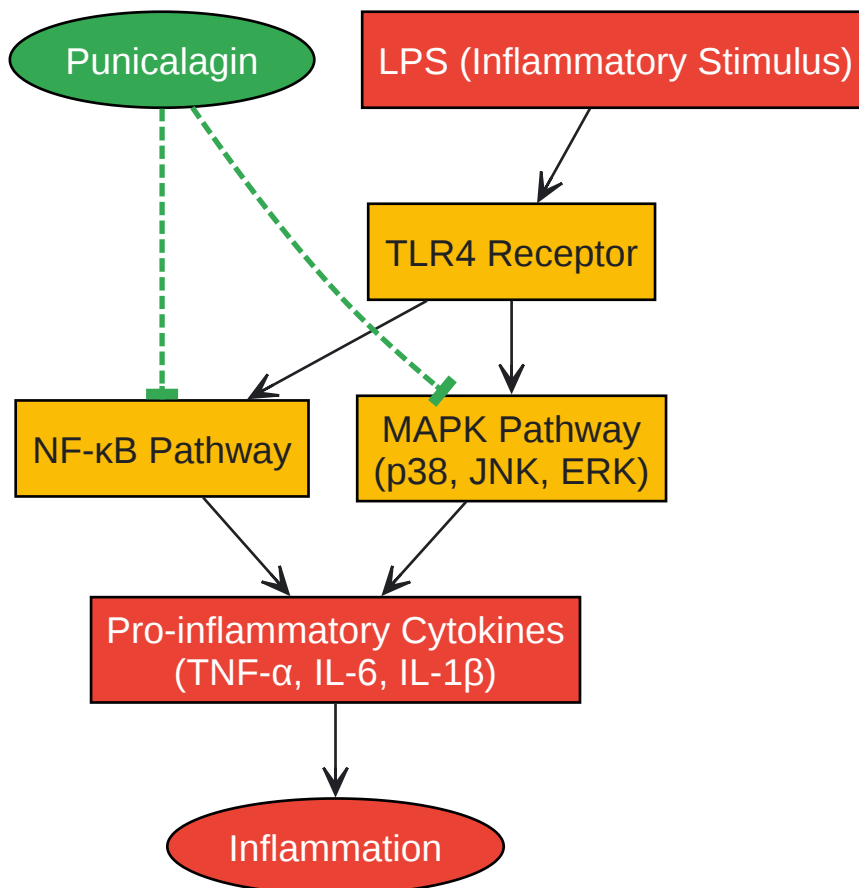 Punicalagin
LPS (Inflammatory Stimulus)
TLR4 Receptor
NF-κB Pathway
MAPK Pathway
(p38, JNK, ERK)
Pro-inflammatory Cytokines
(TNF-α, IL-6, IL-1β)
Inflammation